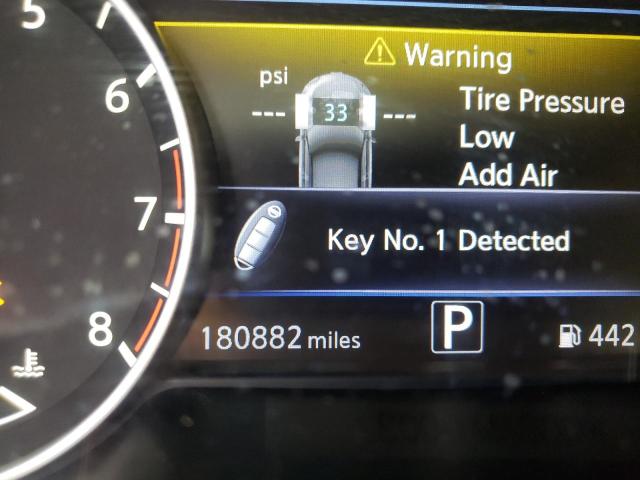 5
6
7
8
Warning
psi
--- 33 ---
Tire Pressure
Low
Add Air
Key No. 1 Detected
180882 miles
P
442